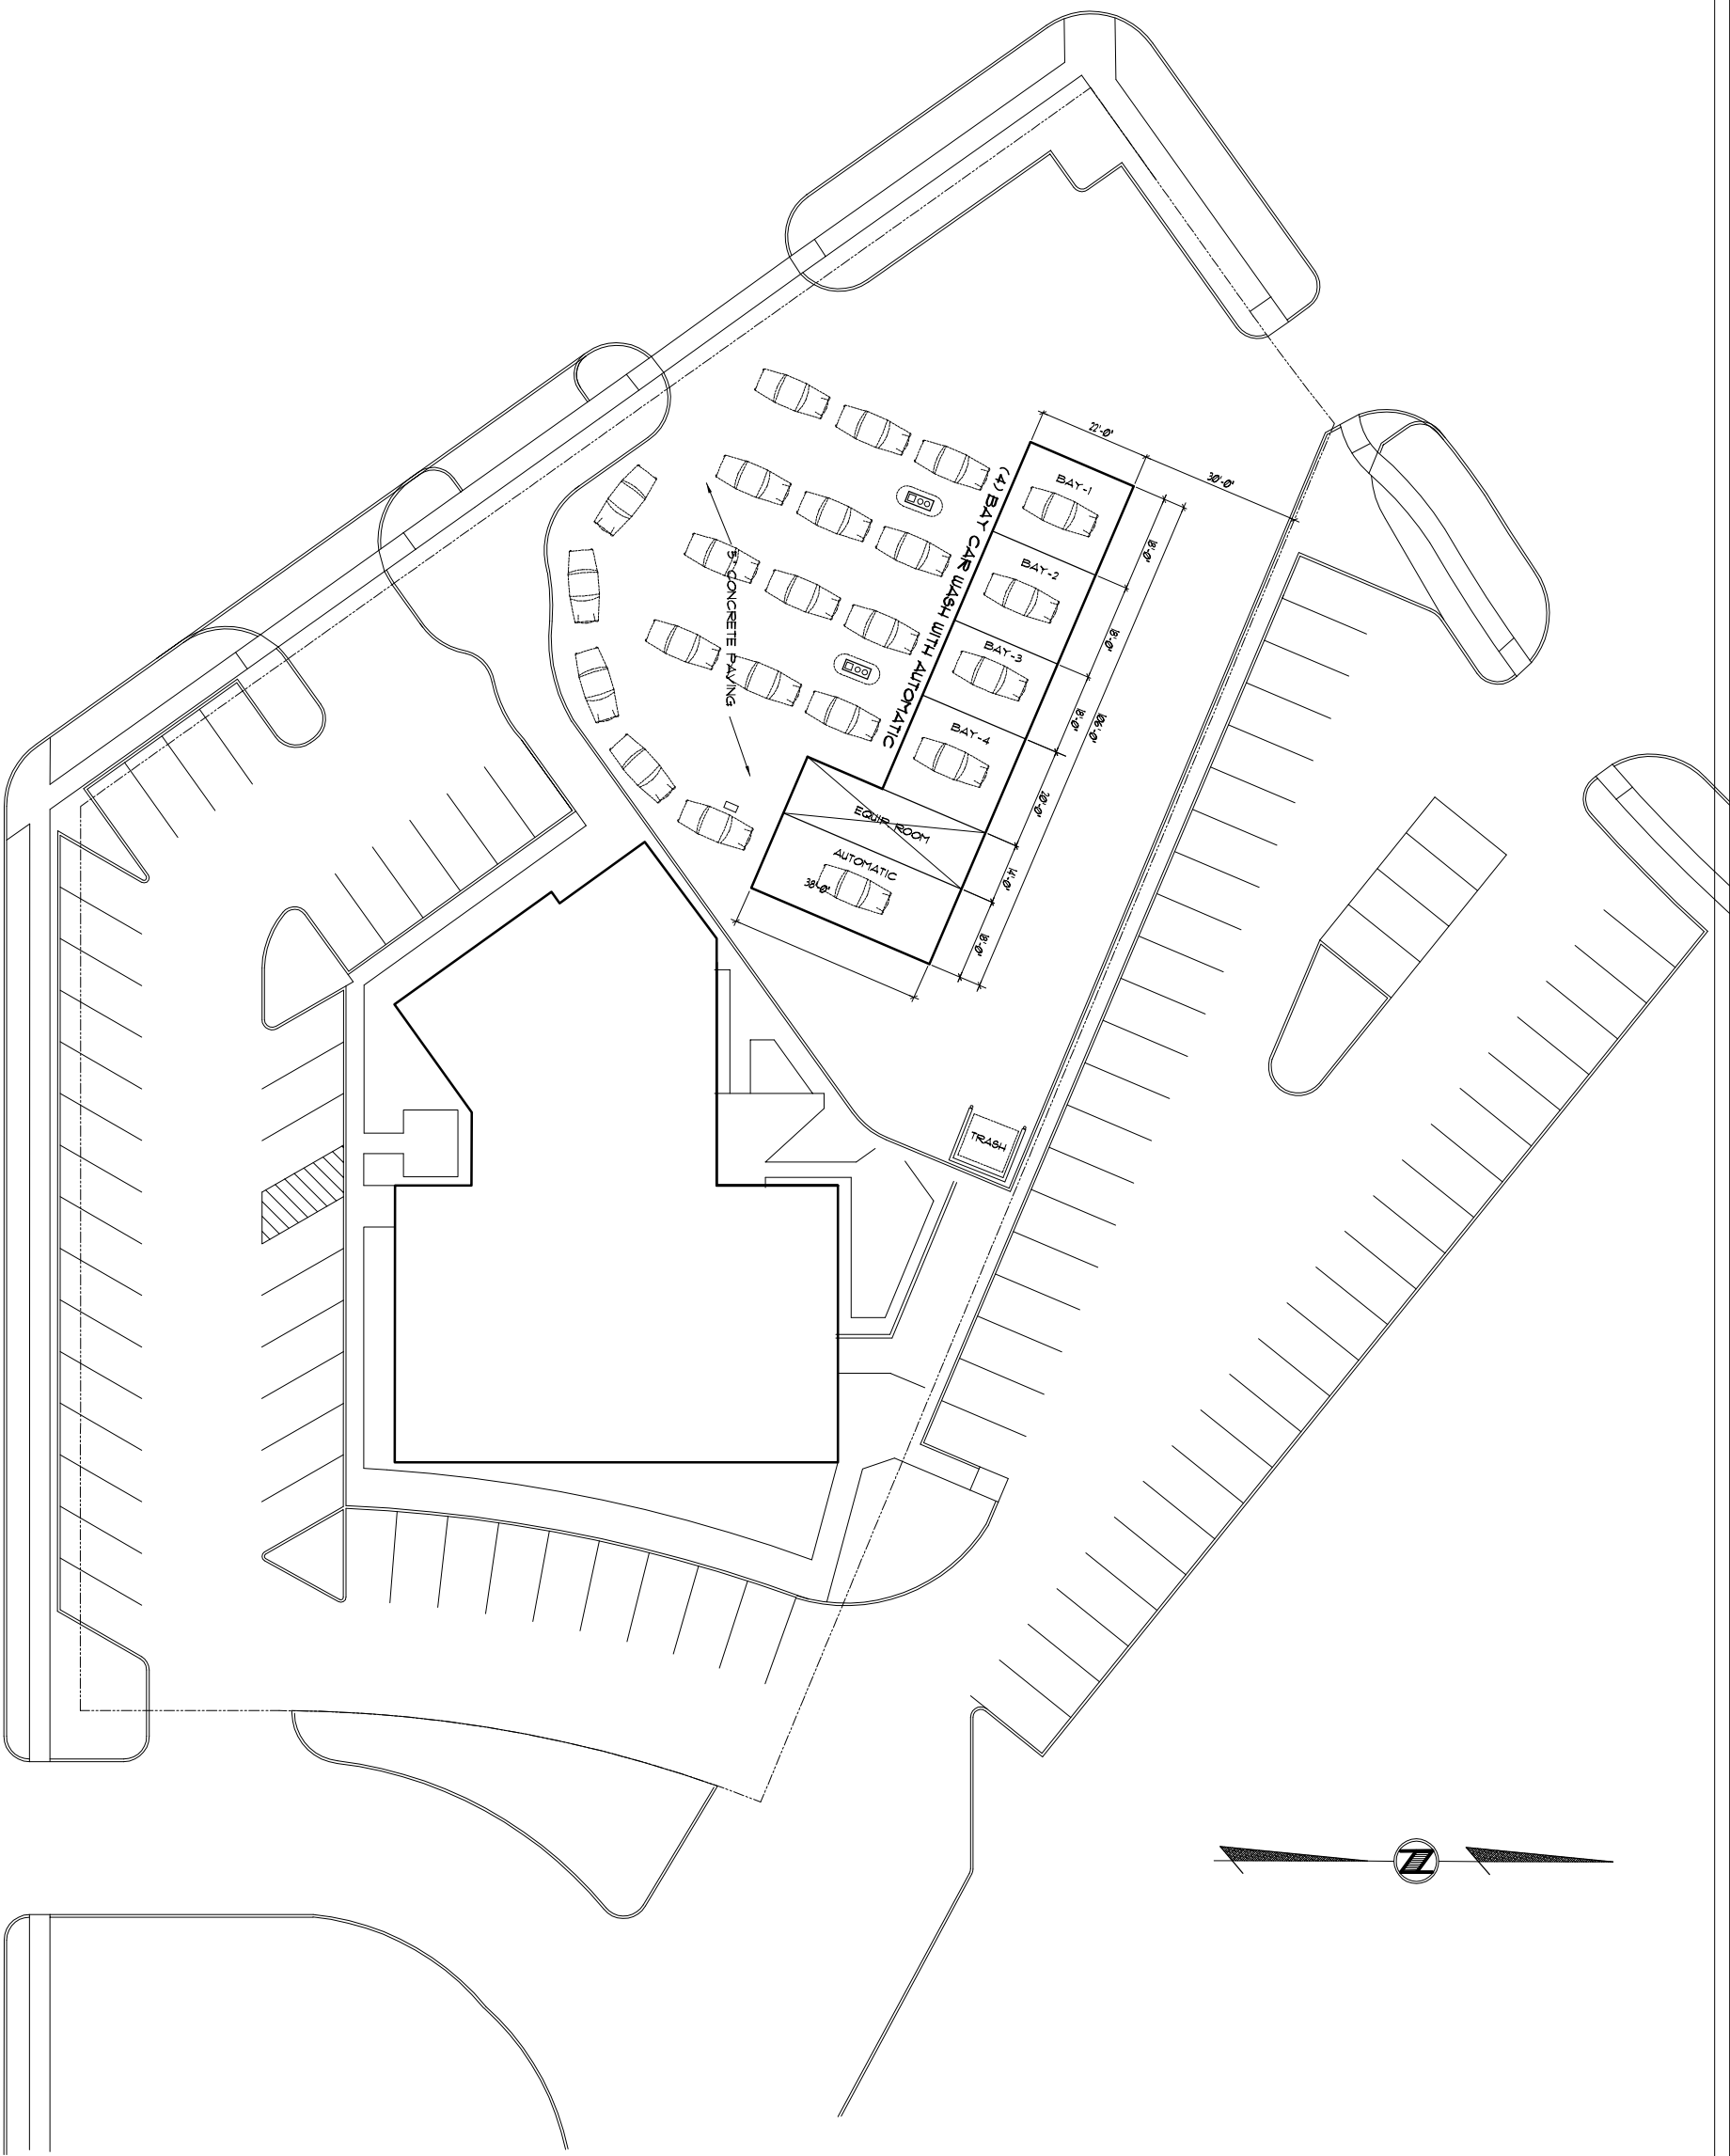 22'-0"
30'-0"
BAY-1
18'-0"
BAY-2
18'-0"
BAY-3
18'-0"
106'-0"
BAY-4
20'-0"
(4) BAY CAR WASH WITH AUTOMATIC
5" CONCRETE PAVING
EQUIP. ROOM
14'-0"
AUTOMATIC
38'-0"
18'-0"
TRASH
N